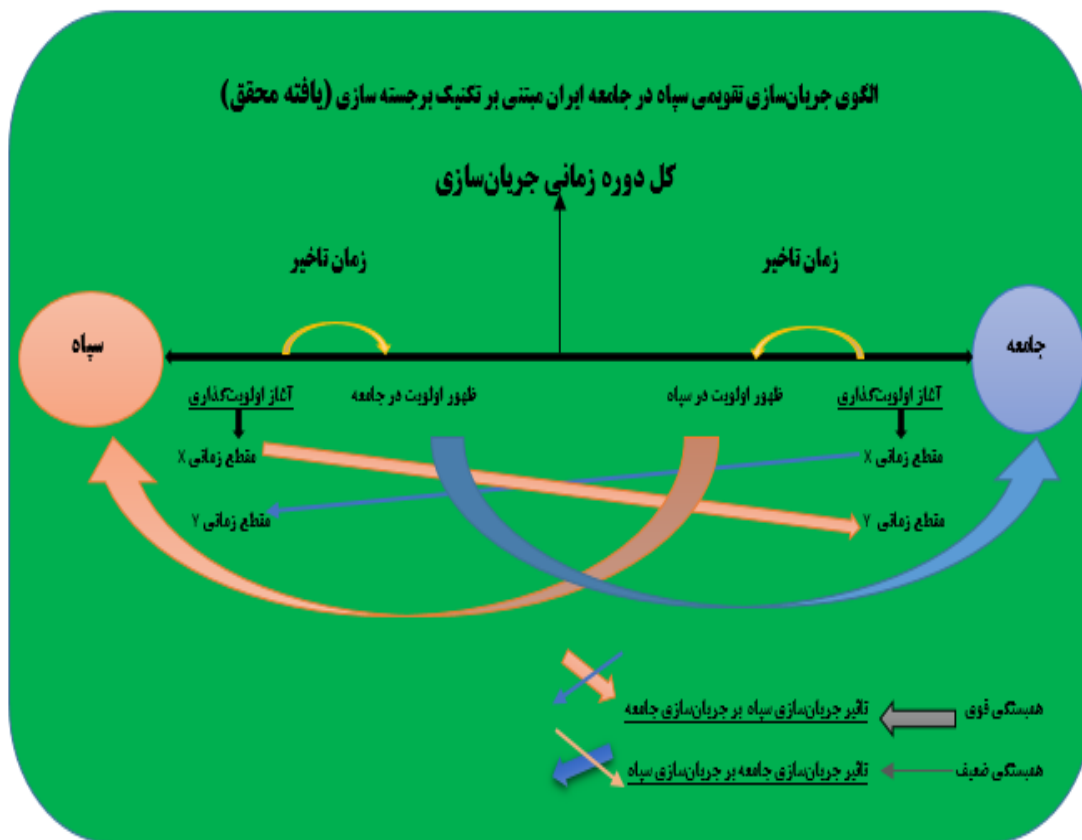 الگوی جریان‌سازی تقویمی سپاه در جامعه ایران مبتنی بر تکنیک برجسته سازی (یافته محقق)
کل دوره زمانی جریان‌سازی
زمان تاخیر
زمان تاخیر
جامعه
سپاه
آغاز اولویت‌گذاری
ظهور اولویت در سپاه
ظهور اولویت در جامعه
آغاز اولویت‌گذاری
مقطع زمانی X
مقطع زمانی X
مقطع زمانی Y
مقطع زمانی Y
همبستگی قوی
تاثیر جریان‌سازی سپاه بر جریان‌سازی جامعه
همبستگی ضعیف
تاثیر جریان‌سازی جامعه بر جریان‌سازی سپاه